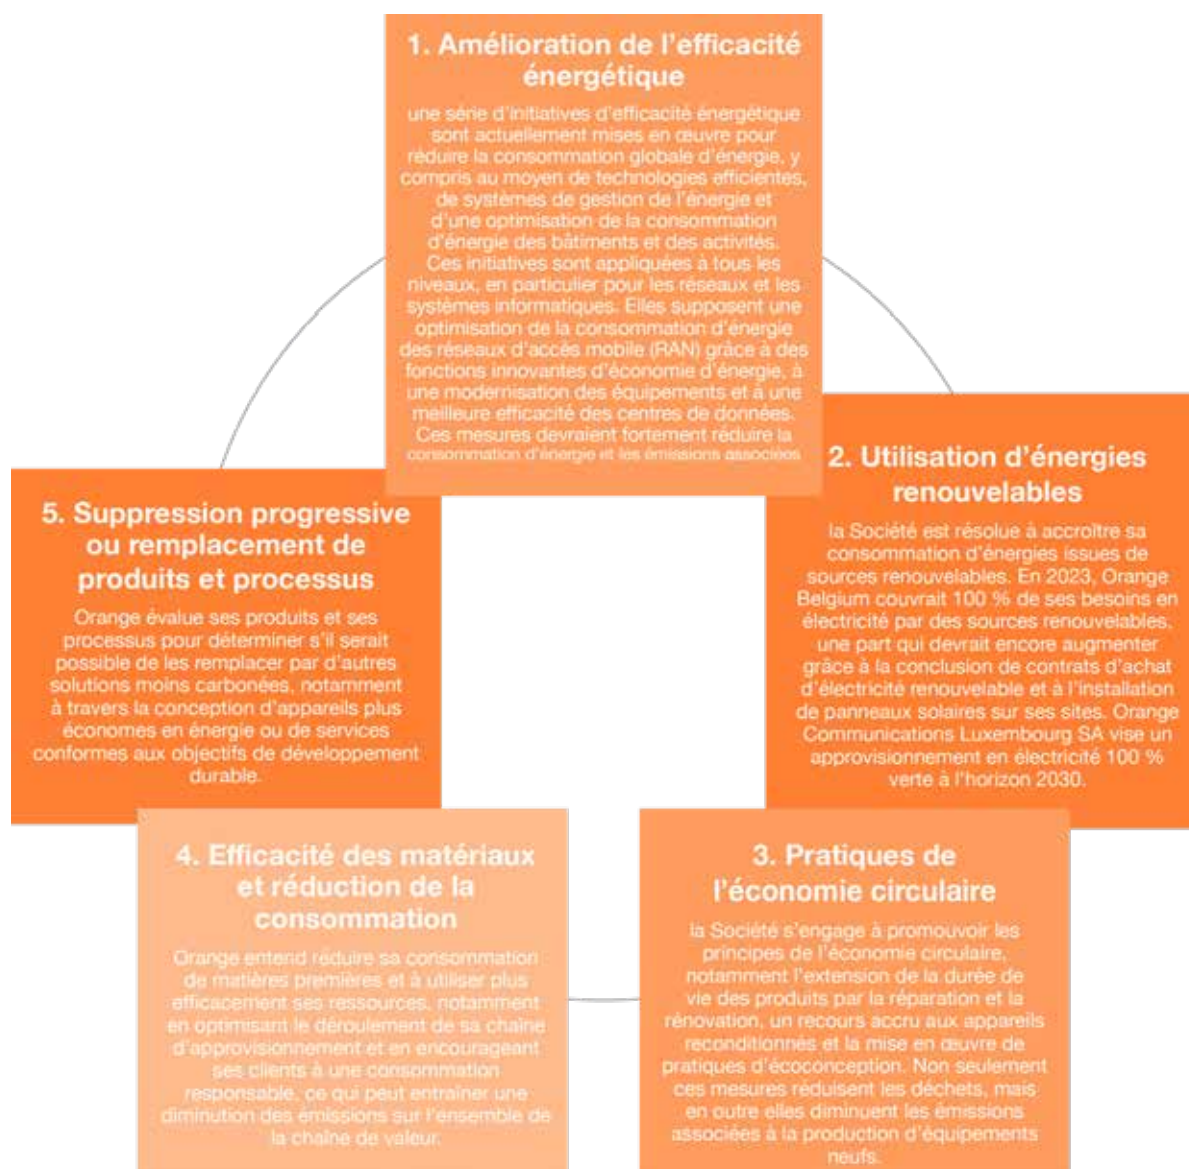 1. Amélioration de l'efficacité
énergétique
une série d'initiatives d'efficacité énergétique
sont actuellement mises en œuvre pour
réduire la consommation globale d'énergie, y
compris au moyen de technologies efficientes,
de systèmes de gestion de l'énergie et
d'une optimisation de la consommation
d'énergie des bâtiments et des activités.
Ces initiatives sont appliquées à tous les
niveaux, en particulier pour les réseaux et les
systèmes informatiques. Elles supposent une
optimisation de la consommation d'énergie
des réseaux d'accès mobile (RAN) grâce à des
fonctions innovantes d'économie d'énergie, à
une modernisation des équipements et à une
meilleure efficacité des centres de données.
Ces mesures devraient fortement réduire la
consommation d'énergie et les émissions associées
2. Utilisation d'énergies
renouvelables
la Société est résolue à accroître sa
consommation d'énergies issues de
sources renouvelables. En 2023, Orange
Belgium couvrait 100 % de ses besoins en
électricité par des sources renouvelables,
une part qui devrait encore augmenter
grâce à la conclusion de contrats d'achat
d'électricité renouvelable et à l'installation
de panneaux solaires sur ses sites. Orange
Communications Luxembourg SA vise un
approvisionnement en électricité 100 %
verte à l'horizon 2030.
3. Pratiques de
l'économie circulaire
la Société s'engage à promouvoir les
principes de l'économie circulaire,
notamment l'extension de la durée de
vie des produits par la réparation et la
rénovation, un recours accru aux appareils
reconditionnés et la mise en œuvre de
pratiques d'écoconception. Non seulement
ces mesures réduisent les déchets, mais
en outre elles diminuent les émissions
associées à la production d'équipements
neufs.
4. Efficacité des matériaux
et réduction de la
consommation
Orange entend réduire sa consommation
de matières premières et à utiliser plus
efficacement ses ressources, notamment
en optimisant le déroulement de sa chaîne
d'approvisionnement et en encourageant
ses clients à une consommation
responsable, ce qui peut entraîner une
diminution des émissions sur l'ensemble de
la chaîne de valeur.
5. Suppression progressive
ou remplacement de
produits et processus
Orange évalue ses produits et ses
processus pour déterminer s'il serait
possible de les remplacer par d'autres
solutions moins carbonées, notamment
à travers la conception d'appareils plus
économes en énergie ou de services
conformes aux objectifs de développement
durable.